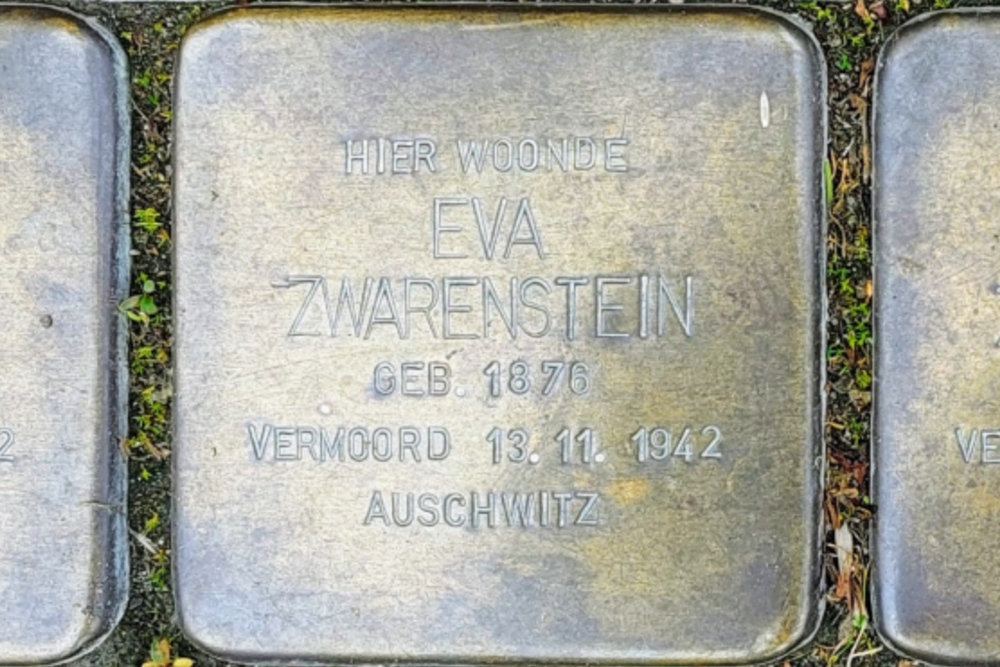 HIER WOONDE
EVA
ZWARENSTEIN
GEB. 1876
VERMOORD 13.11.1942
AUSCHWITZ